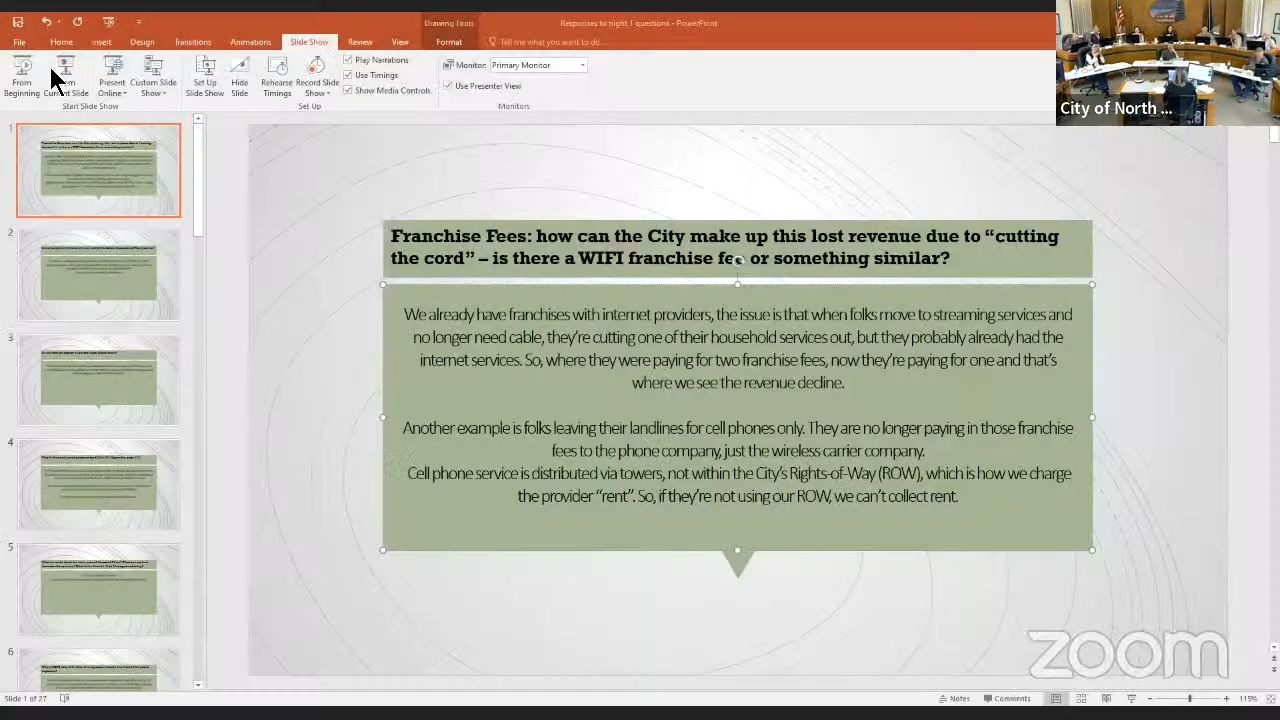 Drawing Tools
Responses to night 1 questions - PowerPoint
File Home Insert Design Transitions Animations Slide Show Review View Format Tell me what you want to do...
From Beginning
Current Slide
Present Online
Custom Slide Show
Set Up Slide Show
Hide Slide
Rehearse Timings
Record Slide Show
Play Narrations
Use Timings
Show Media Controls
Monitor: Primary Monitor
Use Presenter View
Start Slide Show
Set Up
Monitors
City of North ...
1
2
3
4
5
6
Franchise Fees: how can the City make up this lost revenue due to “cutting
the cord” – is there a WIFI franchise fee or something similar?
We already have franchises with internet providers, the issue is that when folks move to streaming services and
no longer need cable, they’re cutting one of their household services out, but they probably already had the
internet services. So, where they were paying for two franchise fees, now they’re paying for one and that’s
where we see the revenue decline.
Another example is folks leaving their landlines for cell phones only. They are no longer paying in those franchise
fees to the phone company, just the wireless carrier company.
Cell phone service is distributed via towers, not within the City’s Rights-of-Way (ROW), which is how we charge
the provider “rent”. So, if they’re not using our ROW, we can’t collect rent.
zoom
Slide 1 of 27
Notes
Comments
115%